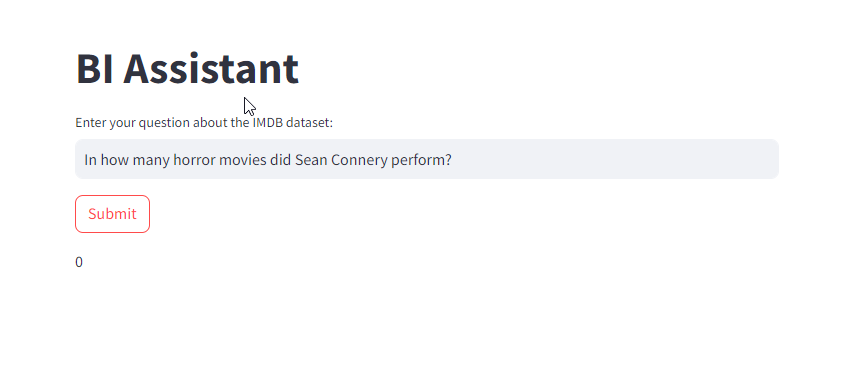 BI Assistant
Enter your question about the IMDB dataset:
In how many horror movies did Sean Connery perform?
Submit
0